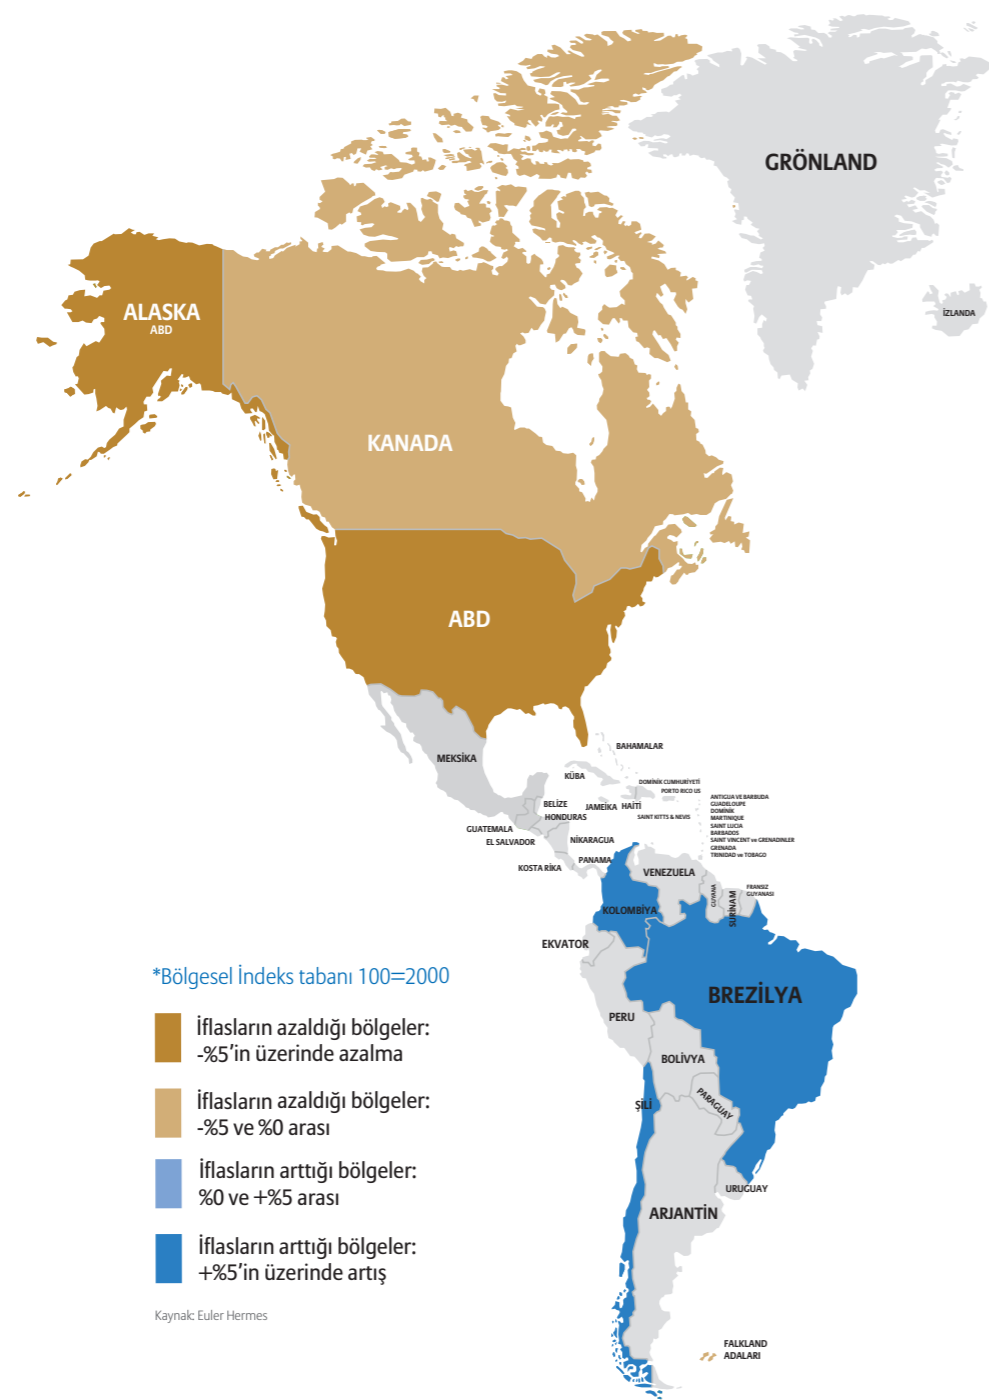 GRÖNLAND
İZLANDA
ALASKA
ABD
KANADA
ABD
MEKSİKA
BAHAMALAR
KÜBA
DOMİNİK CUMHURİYETİ
PORTO RICO US
BELİZE
JAMEİKA
HAİTİ
HONDURAS
SAINT KITTS & NEVIS
ANTIGUA VE BARBUDA
GUADELOUPE
DOMİNİK
MARTINIQUE
SAINT LUCIA
BARBADOS
SAINT VINCENT ve GRENADINLER
GRENADA
TRINIDAD ve TOBAGO
GUATEMALA
EL SALVADOR
NİKARAGUA
KOSTA RİKA
PANAMA
VENEZUELA
GUYANA
SURİNAM
FRANSIZ
GUYANASI
KOLOMBİYA
EKVATOR
BREZİLYA
PERU
BOLİVYA
PARAGUAY
ŞİLİ
URUGUAY
ARJANTİN
FALKLAND
ADALARI
*Bölgesel İndeks tabanı 100=2000
İflasların azaldığı bölgeler:
-%5’in üzerinde azalma
İflasların azaldığı bölgeler:
-%5 ve %0 arası
İflasların arttığı bölgeler:
%0 ve +%5 arası
İflasların arttığı bölgeler:
+%5’in üzerinde artış
Kaynak: Euler Hermes